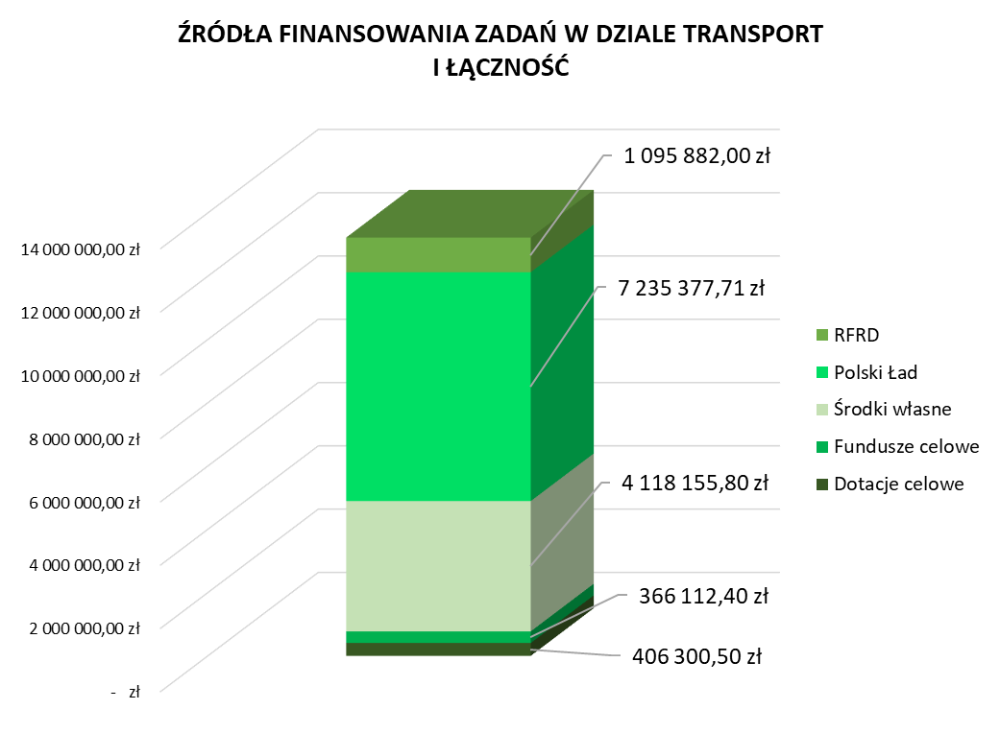 ŹRÓDŁA FINANSOWANIA ZADAŃ W DZIALE TRANSPORT
I ŁĄCZNOŚĆ
1 095 882,00 zł
7 235 377,71 zł
4 118 155,80 zł
366 112,40 zł
406 300,50 zł
14 000 000,00 zł
12 000 000,00 zł
10 000 000,00 zł
8 000 000,00 zł
6 000 000,00 zł
4 000 000,00 zł
2 000 000,00 zł
- zł
RFRD
Polski Ład
Środki własne
Fundusze celowe
Dotacje celowe